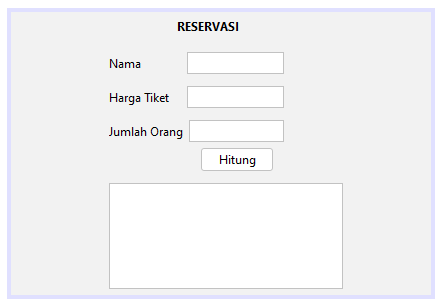 RESERVASI
Nama
Harga Tiket
Jumlah Orang
Hitung